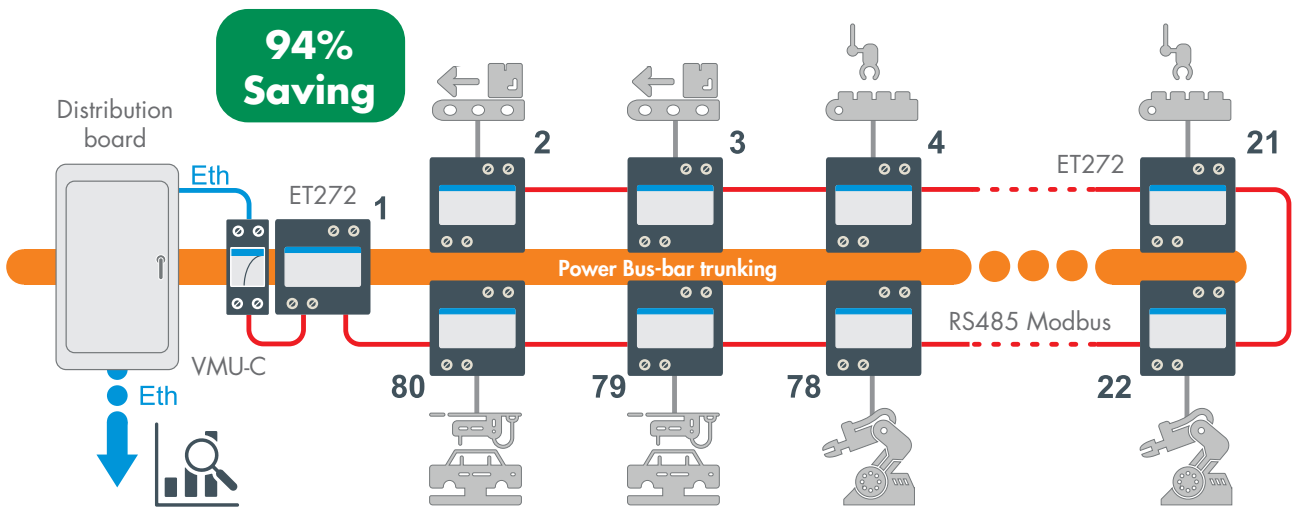 94%
Saving
Distribution
board
Eth
ET272
1
2
3
4
ET272
21
Power Bus-bar trunking
VMU-C
RS485 Modbus
80
79
78
22
Eth